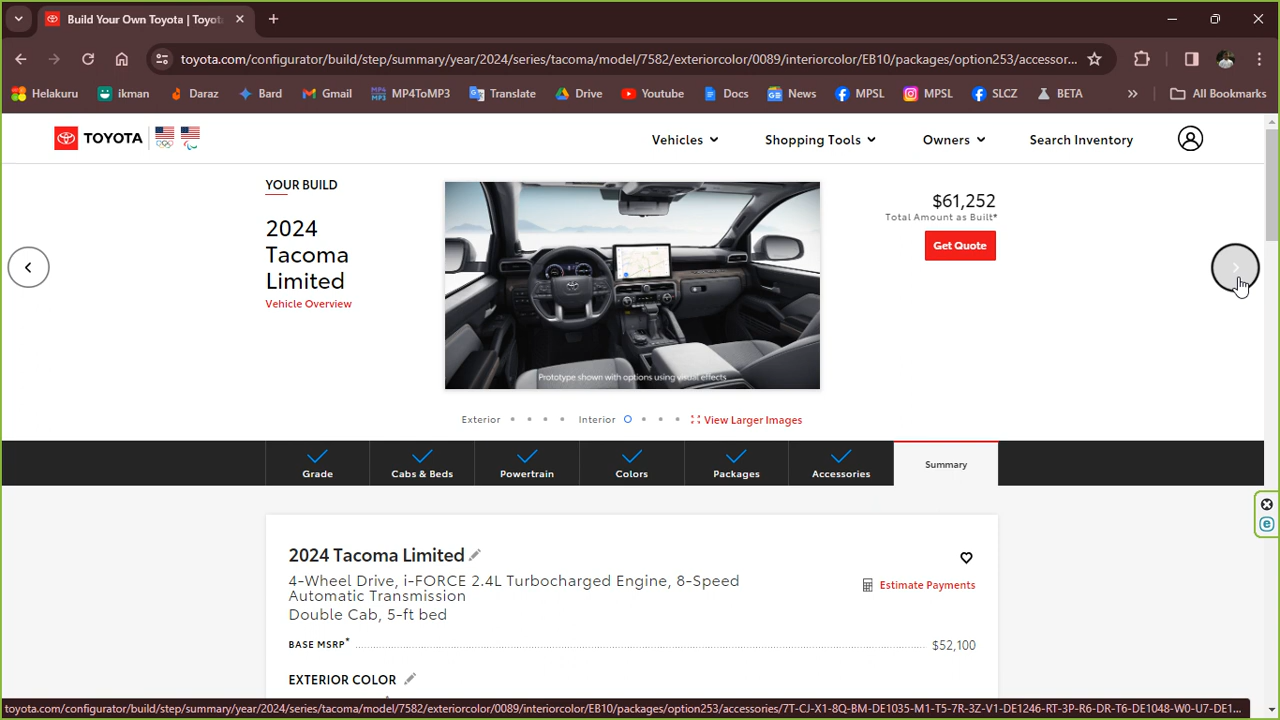 Build Your Own Toyota | Toyota
toyota.com/configurator/build/step/summary/year/2024/series/tacoma/model/7582/exteriorcolor/0089/interiorcolor/EB10/packages/option253/accessor...
Helakuru ikman Daraz Bard Gmail MP4ToMP3 Translate Drive Youtube Docs News MPSL MPSL SLCZ BETA » All Bookmarks
TOYOTA Vehicles Shopping Tools Owners Search Inventory
YOUR BUILD
2024
Tacoma
Limited
Vehicle Overview
Prototype shown with options using visual effects
$61,252
Total Amount as Built*
Get Quote
Exterior Interior View Larger Images
Grade Cabs & Beds Powertrain Colors Packages Accessories Summary
2024 Tacoma Limited
4-Wheel Drive, i-FORCE 2.4L Turbocharged Engine, 8-Speed
Automatic Transmission
Double Cab, 5-ft bed
Estimate Payments
BASE MSRP* $52,100
EXTERIOR COLOR
toyota.com/configurator/build/step/summary/year/2024/series/tacoma/model/7582/exteriorcolor/0089/interiorcolor/EB10/packages/option253/accessories/7T-CJ-X1-8Q-BM-DE1035-M1-T5-7R-3Z-V1-DE1246-RT-3P-R6-DR-T6-DE1048-W0-U7-DE1...